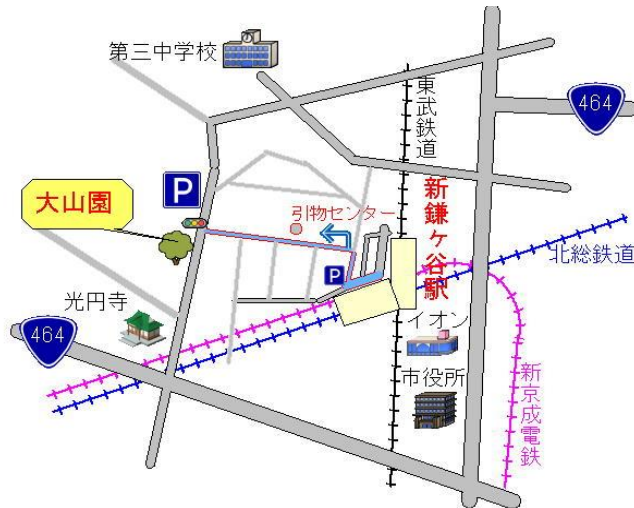 第三中学校
東武鉄道
464
P
大山園
引物センター
新鎌ヶ谷駅
P
北総鉄道
光円寺
464
イオン
市役所
新京成電鉄